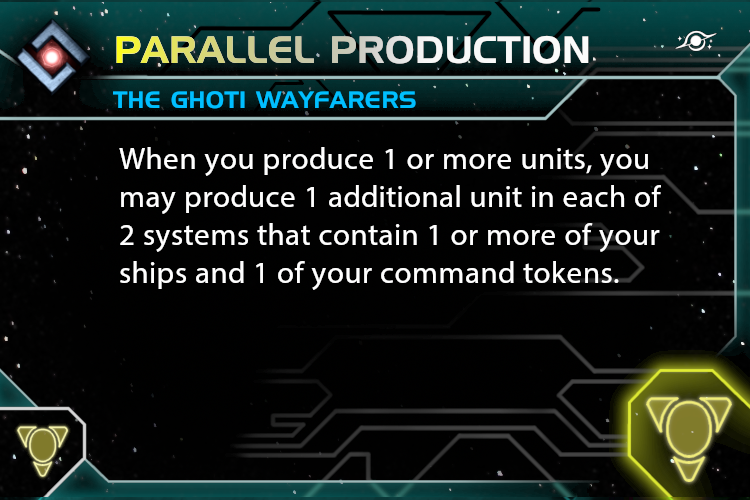 PARALLEL PRODUCTION
THE GHOTI WAYFARERS
When you produce 1 or more units, you
may produce 1 additional unit in each of
2 systems that contain 1 or more of your
ships and 1 of your command tokens.